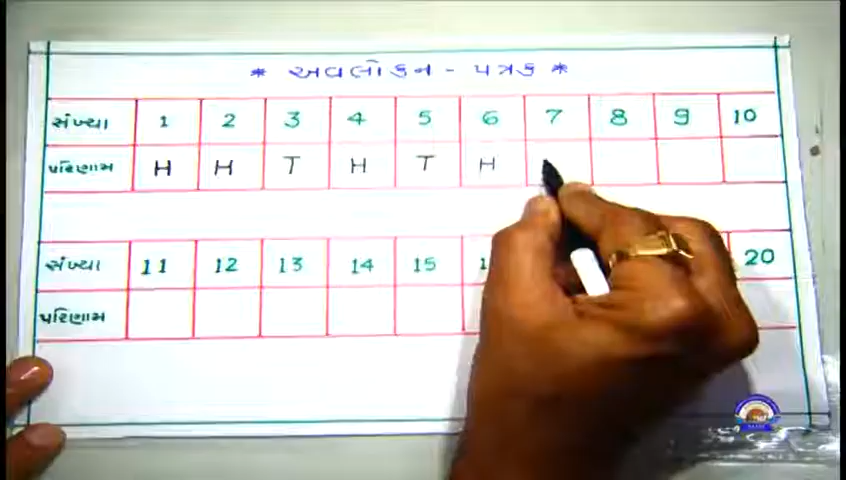 * અવલોકન - પત્રક *
સંખ્યા 1 2 3 4 5 6 7 8 9 10
પરિણામ H H T H T H
સંખ્યા 11 12 13 14 15 20
પરિણામ